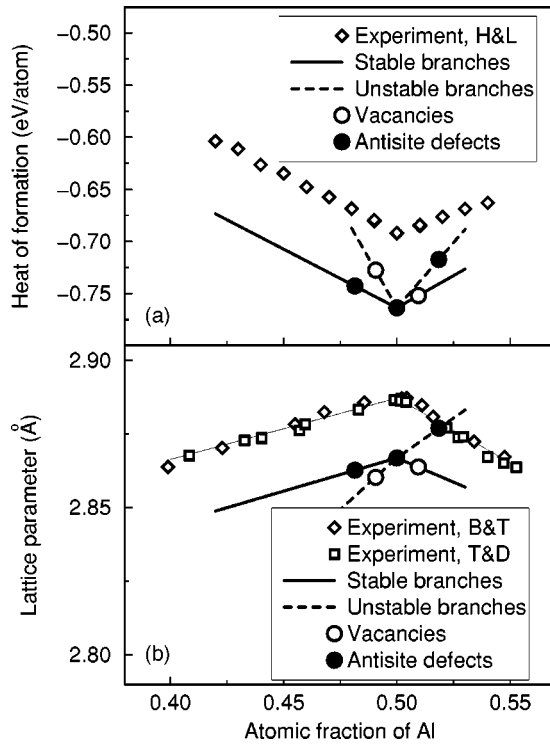 −0.50
−0.55
−0.60
−0.65
−0.70
−0.75
Heat of formation (eV/atom)
Experiment, H&L
Stable branches
Unstable branches
Vacancies
Antisite defects
(a)
2.90
2.85
2.80
Lattice parameter (Å)
Experiment, B&T
Experiment, T&D
Stable branches
Unstable branches
Vacancies
Antisite defects
(b)
0.40 0.45 0.50 0.55
Atomic fraction of Al